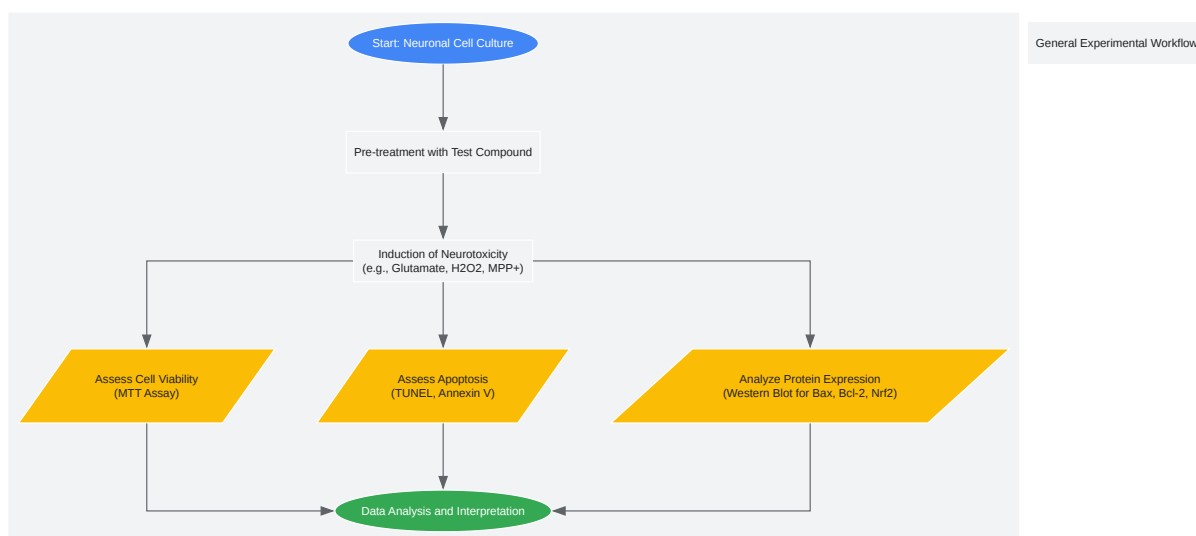 Start: Neuronal Cell Culture
General Experimental Workflow
Pre-treatment with Test Compound
Induction of Neurotoxicity
(e.g., Glutamate, H2O2, MPP+)
Assess Cell Viability
(MTT Assay)
Assess Apoptosis
(TUNEL, Annexin V)
Analyze Protein Expression
(Western Blot for Bax, Bcl-2, Nrf2)
Data Analysis and Interpretation